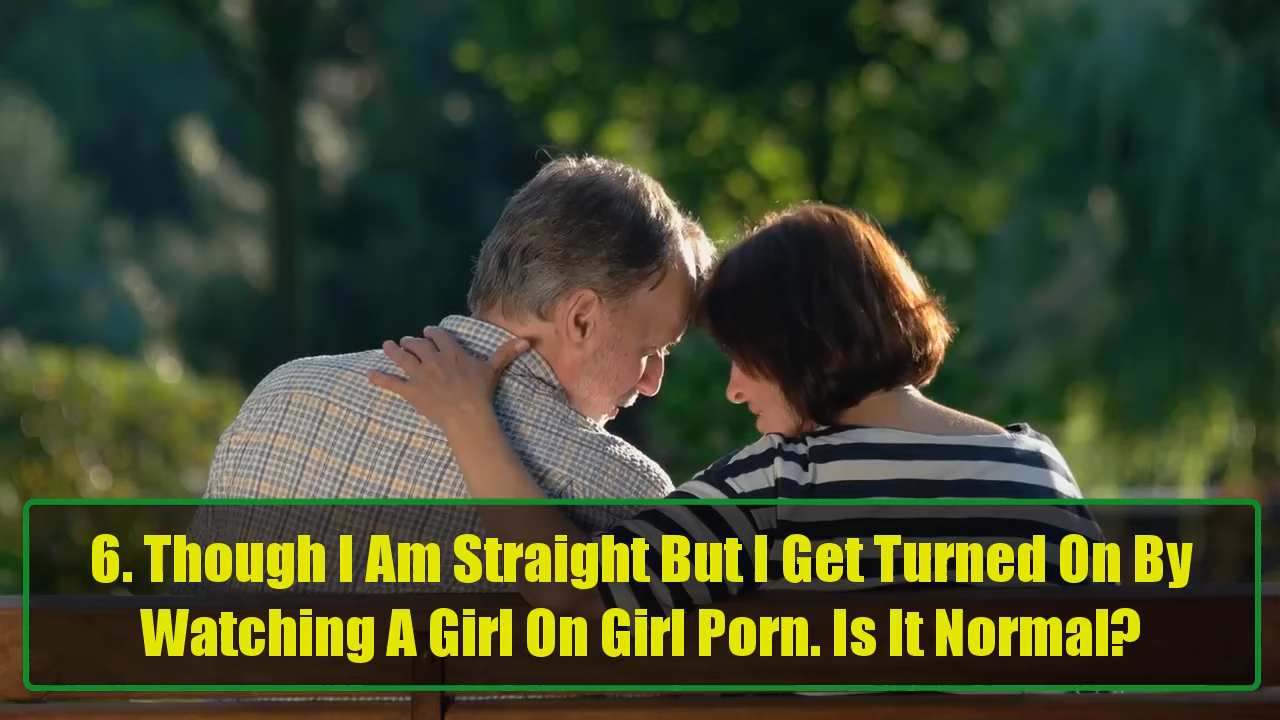 6. Though I Am Straight But I Get Turned On By
Watching A Girl On Girl Porn. Is It Normal?